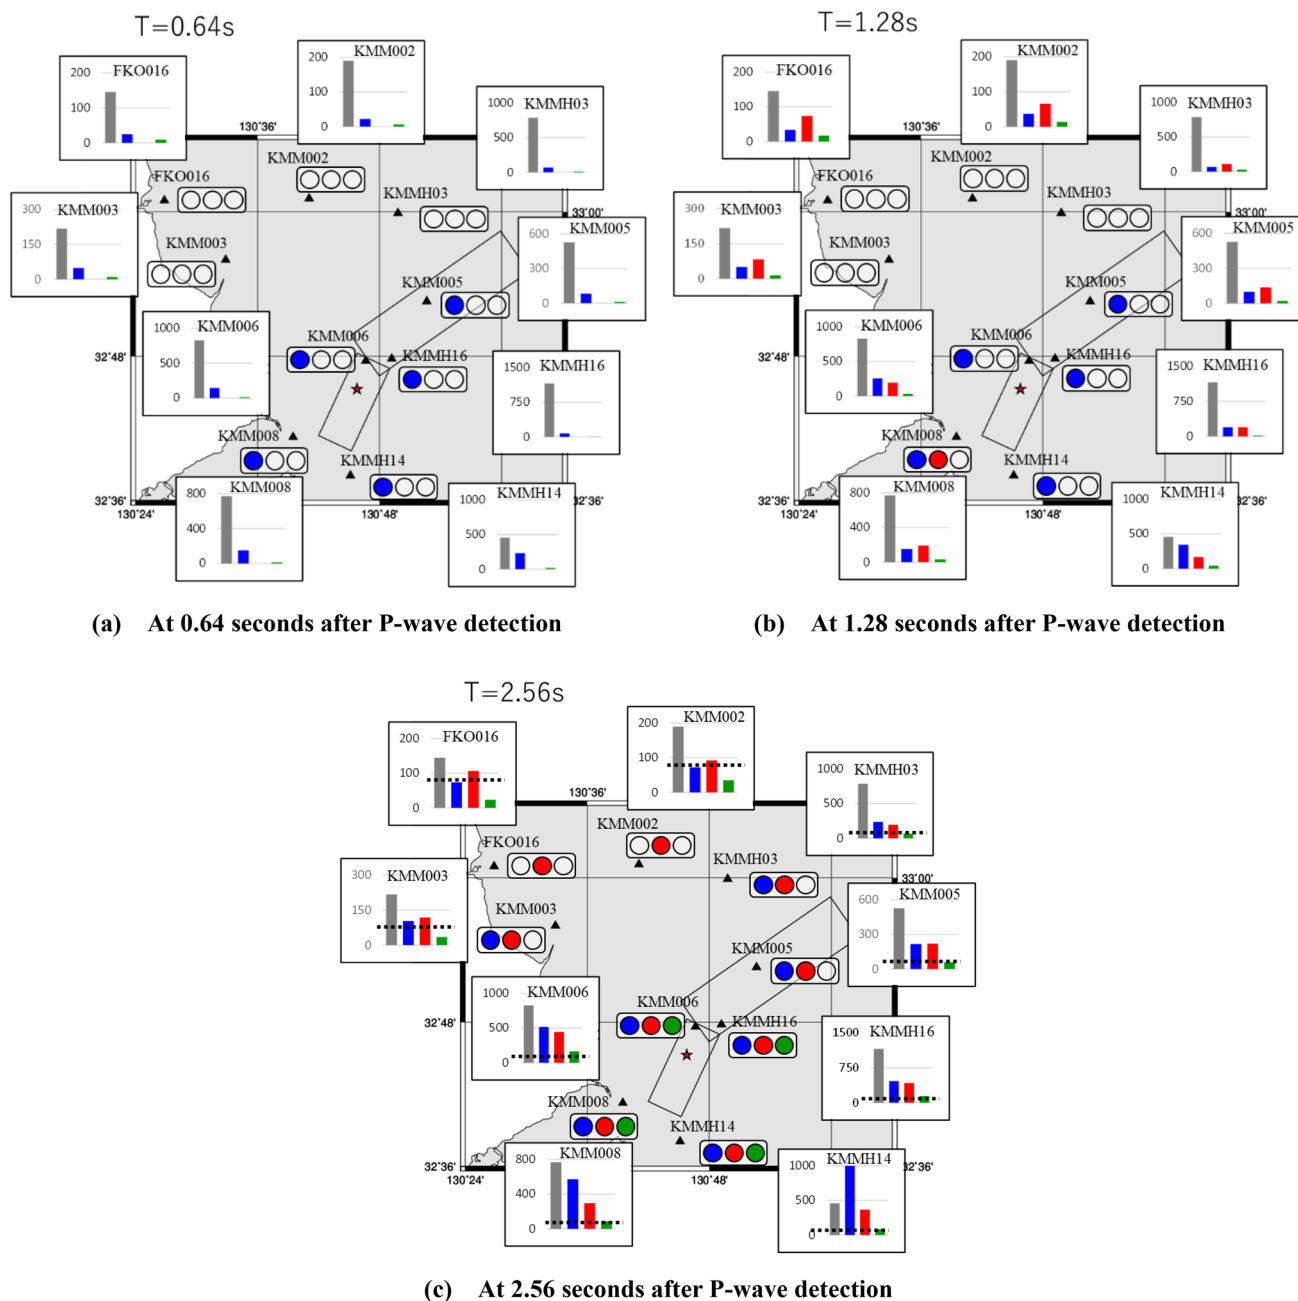 T=0.64s
KMM002
200
100
0
FKO016
200
100
0
KMMH03
1000
500
0
130°36'
KMM002
FKO016
KMMH03
33°00'
KMM003
300
150
0
KMM003
KMM005
600
300
0
KMM005
KMM006
1000
500
0
KMM006
32°48'
KMMH16
KMMH16
1500
750
0
KMM008
KMMH14
KMM008
800
400
0
KMMH14
1000
500
0
32°36'
32°36'
130°24'
130°48'
(a) At 0.64 seconds after P-wave detection
T=1.28s
KMM002
200
100
0
FKO016
200
100
0
KMMH03
1000
500
0
130°36'
KMM002
FKO016
KMMH03
33°00'
KMM003
300
150
0
KMM003
KMM005
600
300
0
KMM005
KMM006
1000
500
0
KMM006
32°48'
KMMH16
KMMH16
1500
750
0
KMM008
KMMH14
KMM008
800
400
0
KMMH14
1000
500
0
32°36'
32°36'
130°24'
130°48'
(b) At 1.28 seconds after P-wave detection
T=2.56s
KMM002
200
100
0
FKO016
200
100
0
KMMH03
1000
500
0
130°36'
KMM002
FKO016
KMMH03
33°00'
KMM003
300
150
0
KMM003
KMM005
600
300
0
KMM005
KMM006
1000
500
0
KMM006
32°48'
KMMH16
KMMH16
1500
750
0
KMM008
KMMH14
KMM008
800
400
0
KMMH14
1000
500
0
32°36'
32°36'
130°24'
130°48'
(c) At 2.56 seconds after P-wave detection